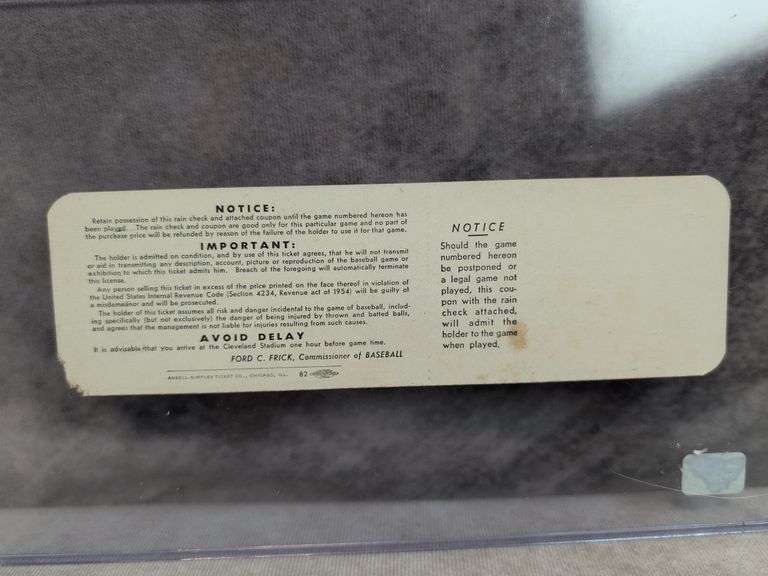 NOTICE:
Retain possession of this rain check and attached coupon until the game numbered hereon has
been played. The rain check and coupon are good only for this particular game and no part of
the purchase price will be refunded by reason of the failure of the holder to use it for that game.
IMPORTANT:
The holder is admitted on condition, and by use of this ticket agrees, that he will not transmit
or aid in transmitting any description, account, picture or reproduction of the baseball game or
exhibition to which this ticket admits him. Breach of the foregoing will automatically terminate
this license.
Any person selling this ticket in excess of the price printed on the face thereof in violation of
the United States Internal Revenue Code (Section 4234, Revenue act of 1954) will be guilty of
a misdemeanor and will be prosecuted.
The holder of this ticket assumes all risk and danger incidental to the game of baseball, includ-
ing specifically (but not exclusively) the danger of being injured by thrown and batted balls,
and agrees that the management is not liable for injuries resulting from such causes.
AVOID DELAY
It is advisable that you arrive at the Cleveland Stadium one hour before game time.
FORD C. FRICK, Commissioner of BASEBALL
ANSELL-SIMPLEX TICKET CO., CHICAGO, ILL. 82
NOTICE
Should the game
numbered hereon
be postponed or
a legal game not
played, this cou-
pon with the rain
check attached,
will admit the
holder to the game
when played.